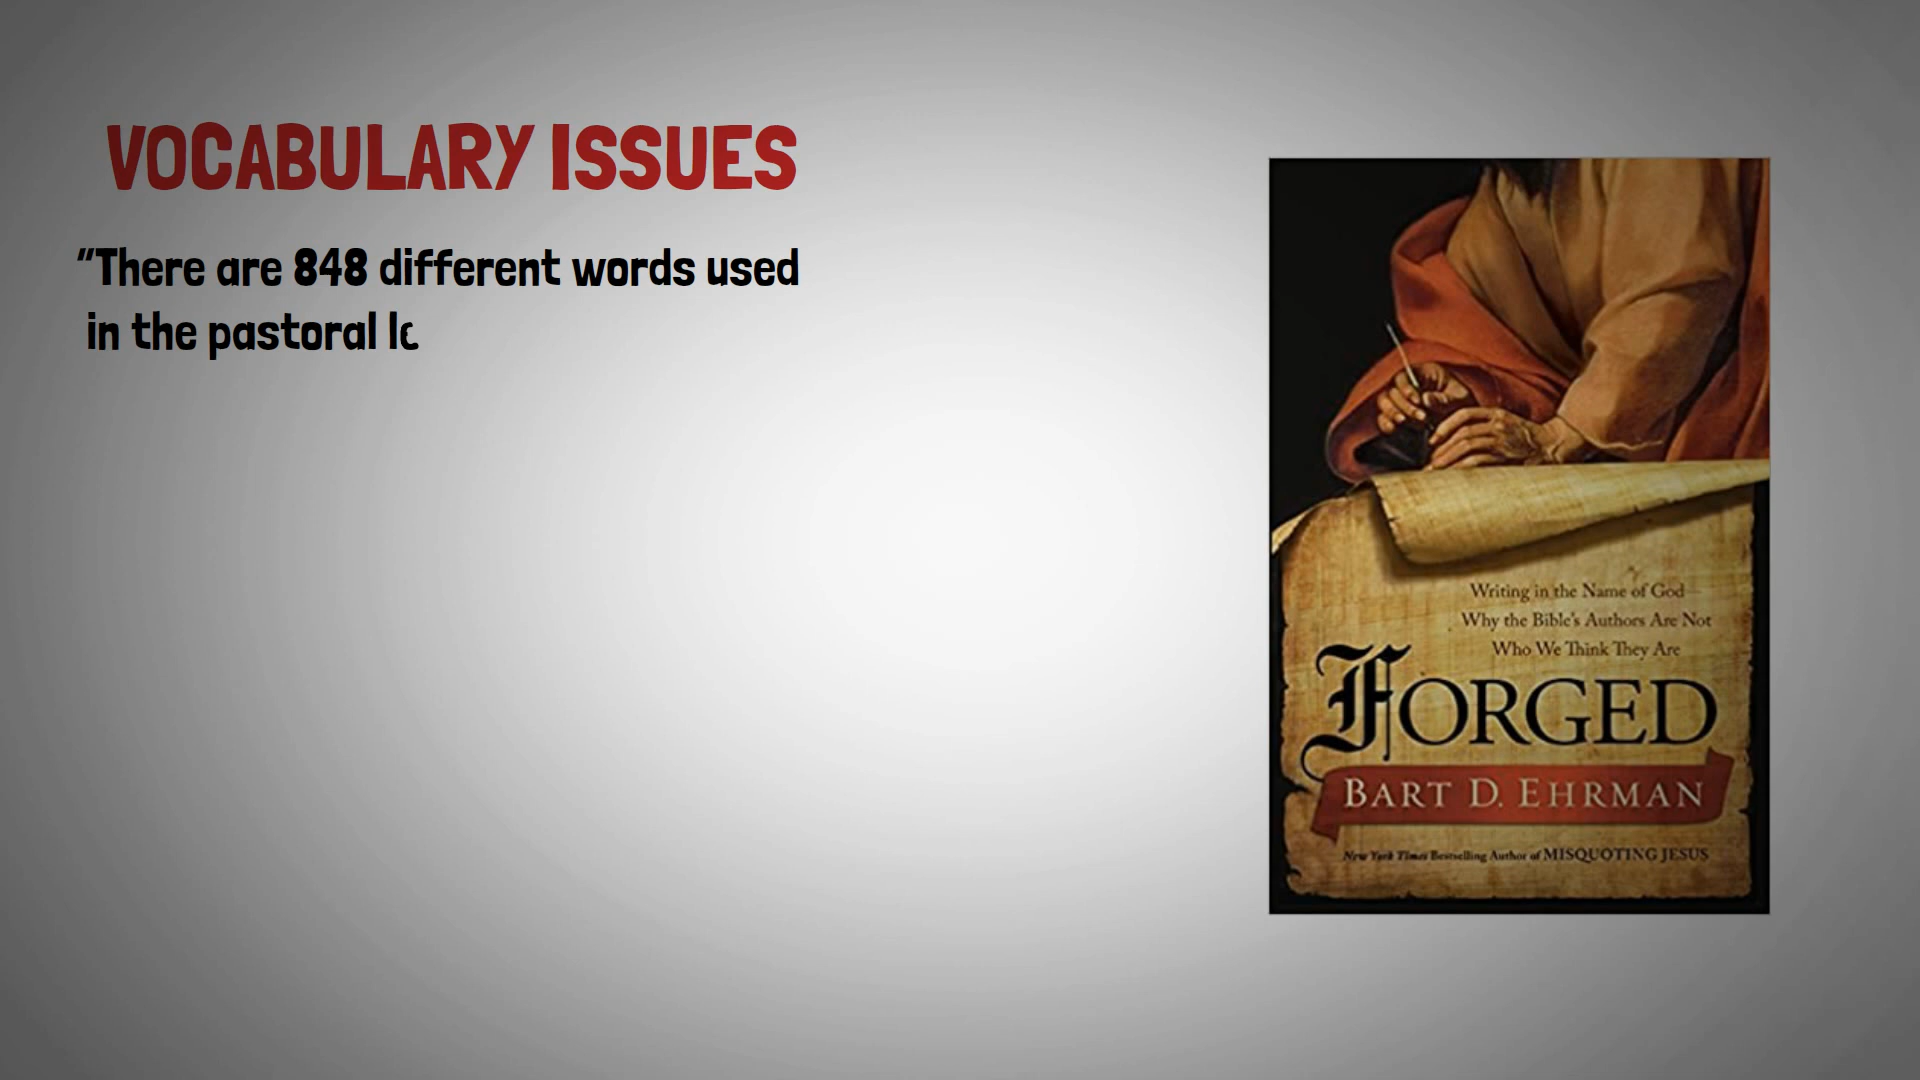 VOCABULARY ISSUES
“There are 848 different words used
in the pastoral
Writing in the Name of God
Why the Bible's Authors Are Not
Who We Think They Are
FORGED
BART D. EHRMAN
New York Times Bestselling Author of MISQUOTING JESUS